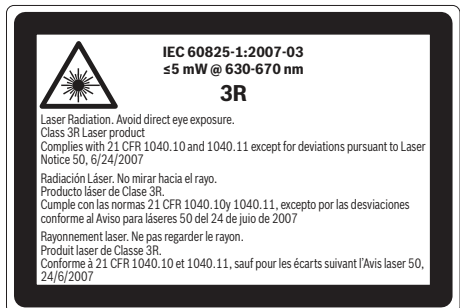 IEC 60825-1:2007-03
≤5 mW @ 630-670 nm
3R
Laser Radiation. Avoid direct eye exposure.
Class 3R Laser product
Complies with 21 CFR 1040.10 and 1040.11 except for deviations pursuant to Laser
Notice 50, 6/24/2007
Radiación Láser. No mirar hacia el rayo.
Producto láser de Clase 3R.
Cumple con las normas 21 CFR 1040.10y 1040.11, excepto por las desviaciones
conforme al Aviso para láseres 50 del 24 de juio de 2007
Rayonnement laser. Ne pas regarder le rayon.
Produit laser de Classe 3R.
Conforme à 21 CFR 1040.10 et 1040.11, sauf pour les écarts suivant l'Avis laser 50,
24/6/2007